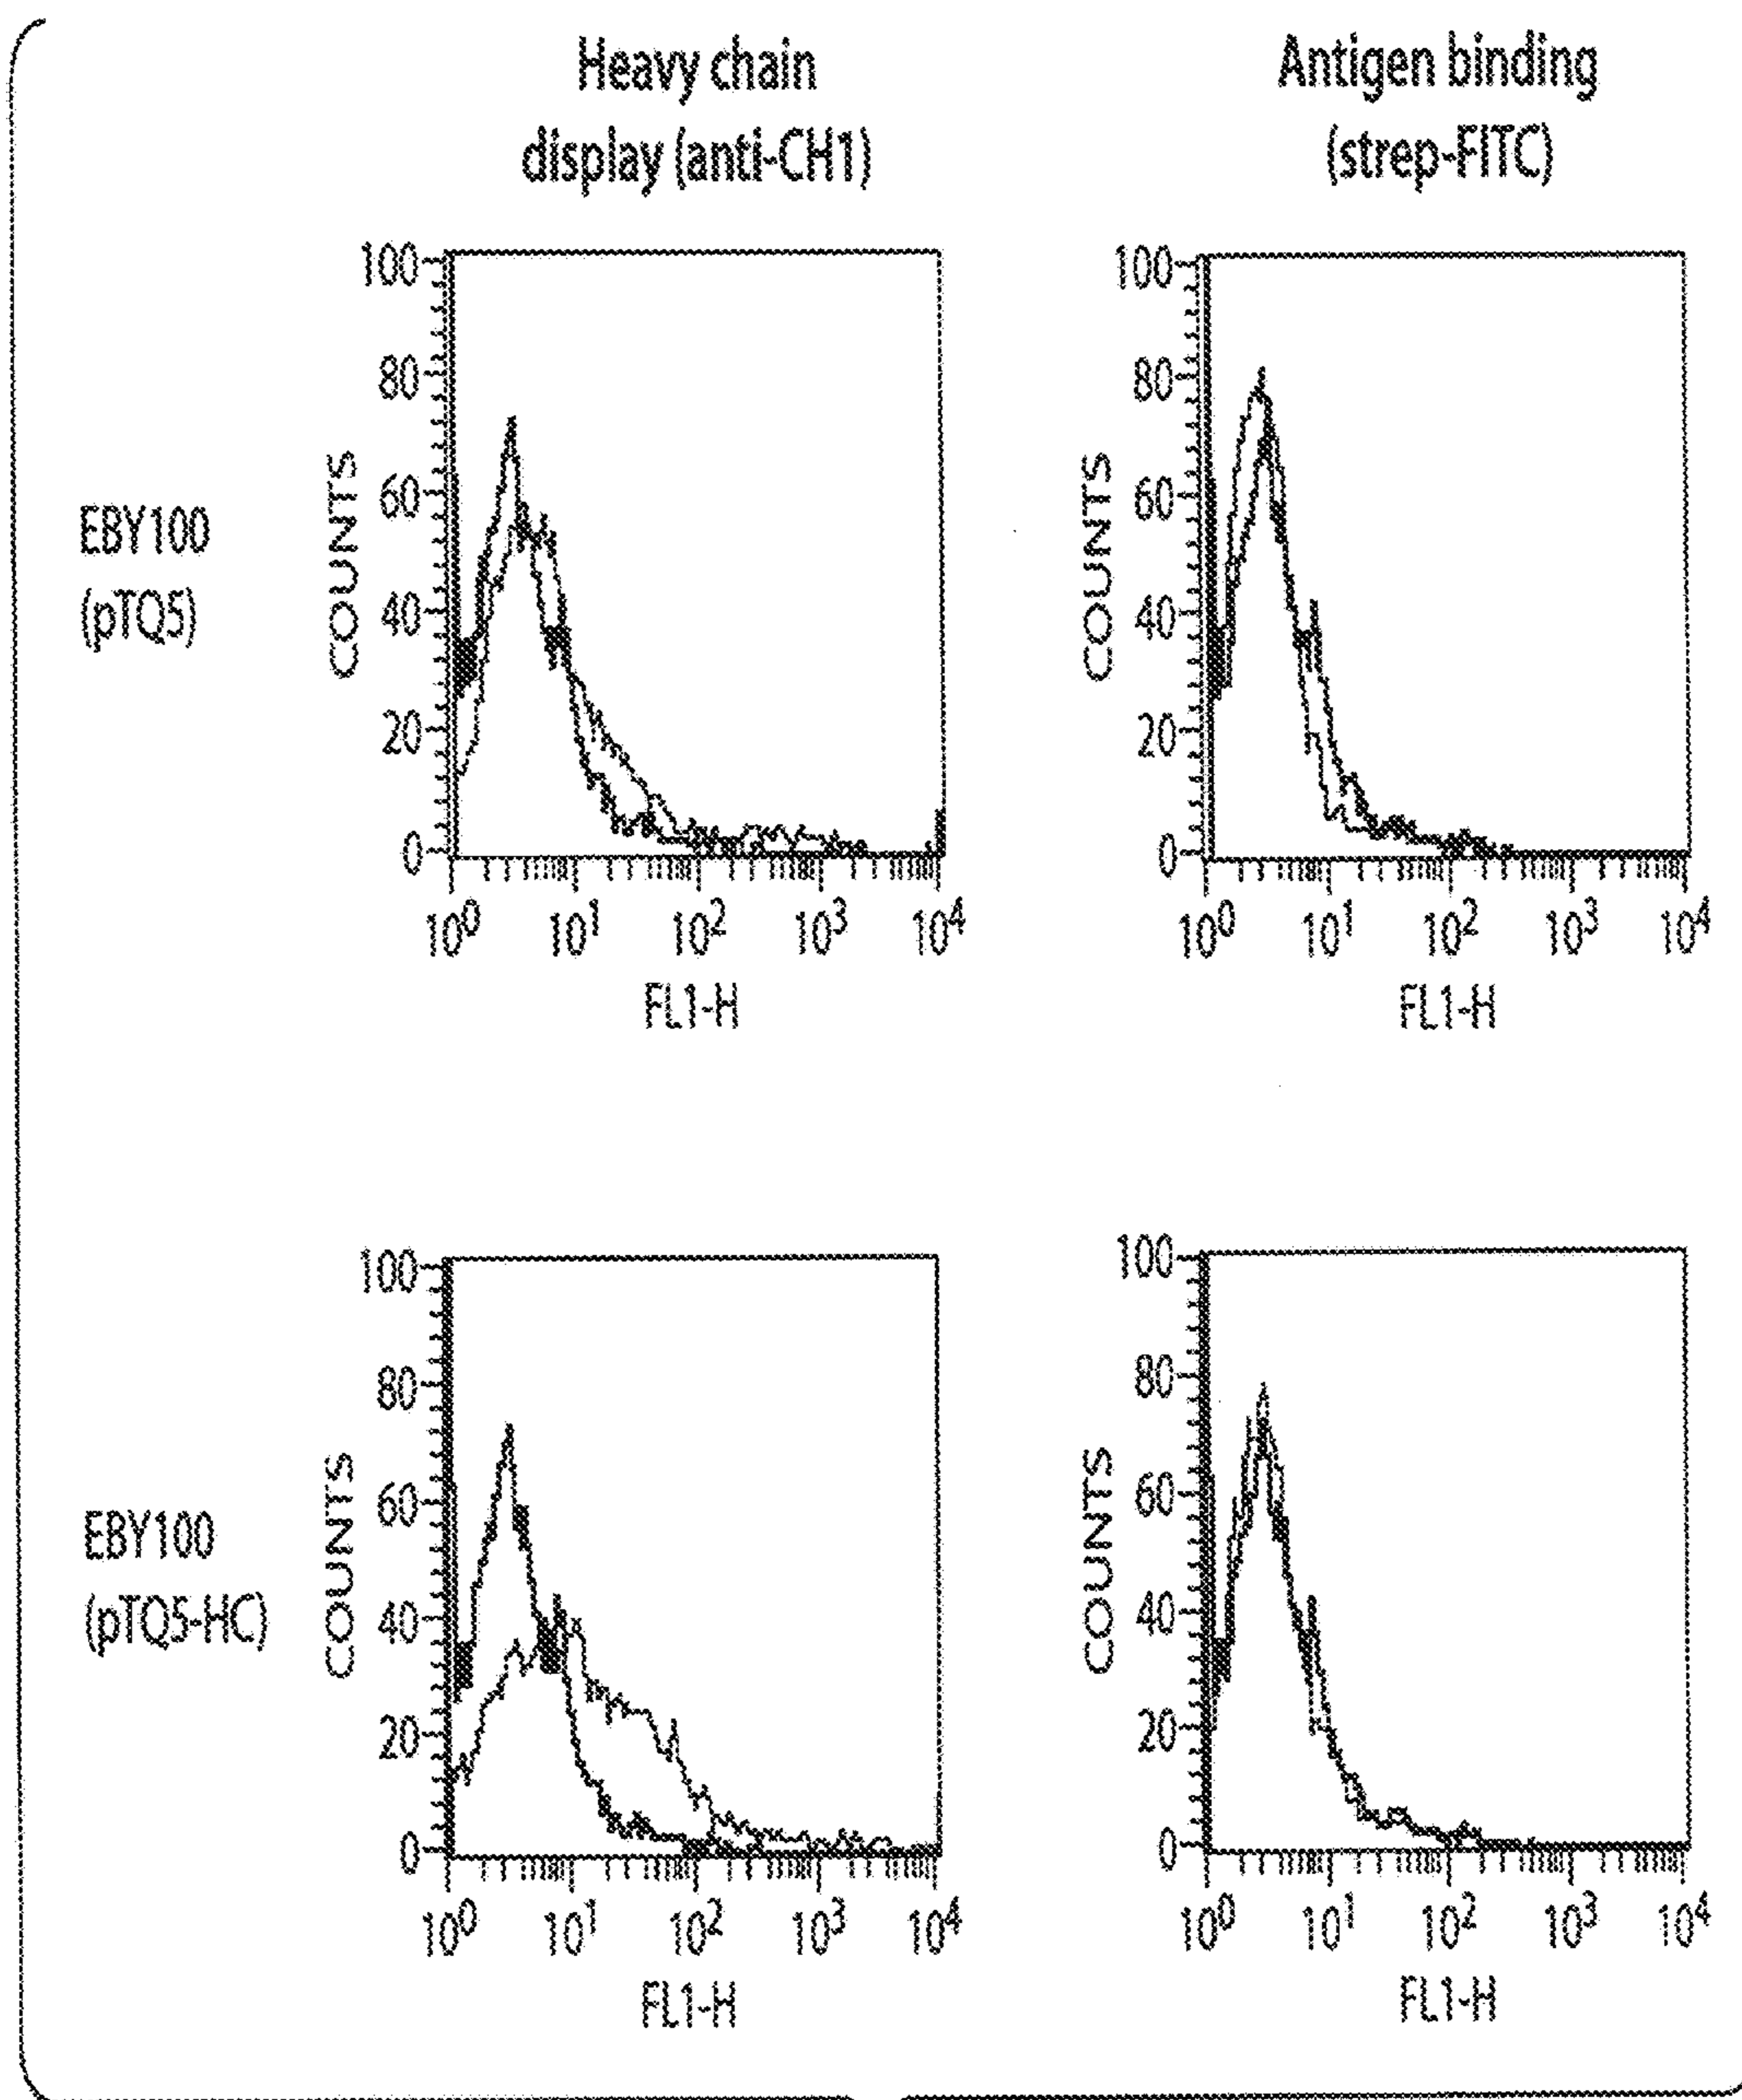 Heavy chain
display (anti-CH1)
Antigen binding
(strep-FITC)
EBY100
(pTQ5)
COUNTS
100
80
60
40
20
0
10⁰ 10¹ 10² 10³ 10⁴
FL1-H
COUNTS
100
80
60
40
20
0
10⁰ 10¹ 10² 10³ 10⁴
FL1-H
EBY100
(pTQ5-HC)
COUNTS
100
80
60
40
20
0
10⁰ 10¹ 10² 10³ 10⁴
FL1-H
COUNTS
100
80
60
40
20
0
10⁰ 10¹ 10² 10³ 10⁴
FL1-H